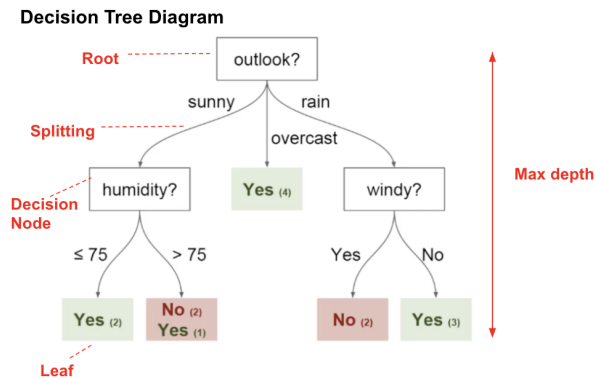 Decision Tree Diagram
Root
outlook?
sunny
rain
Splitting
overcast
Max depth
humidity?
Yes (4)
windy?
Decision
Node
≤ 75
> 75
Yes
No
Yes (2)
No (2)
Yes (1)
No (2)
Yes (3)
Leaf